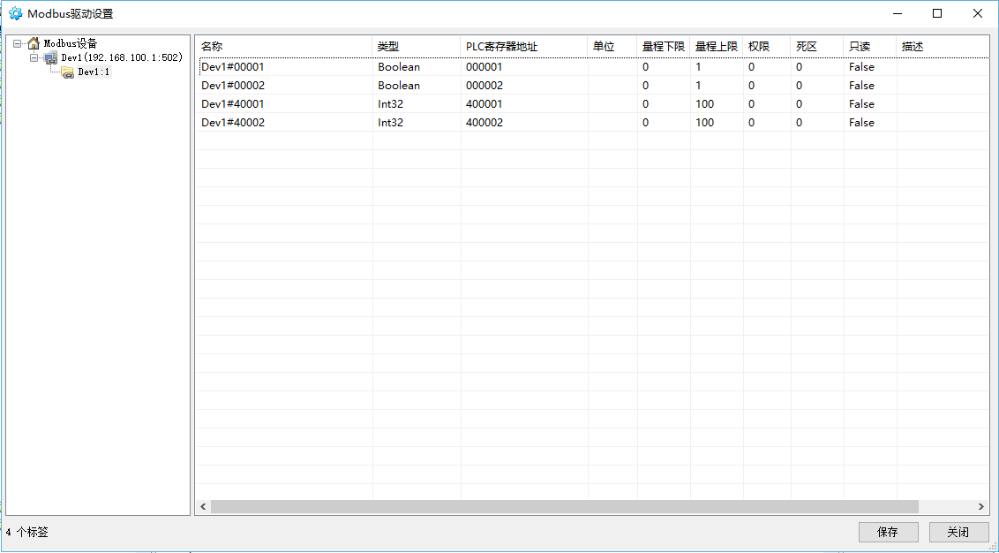 Modbus驱动设置
Modbus设备
Dev1(192.168.100.1:502)
Dev1:1
名称 类型 PLC寄存器地址 单位 量程下限 量程上限 权限 死区 只读 描述
Dev1#00001 Boolean 000001 0 1 0 0 False
Dev1#00002 Boolean 000002 0 1 0 0 False
Dev1#40001 Int32 400001 0 100 0 0 False
Dev1#40002 Int32 400002 0 100 0 0 False
4 个标签
保存 关闭